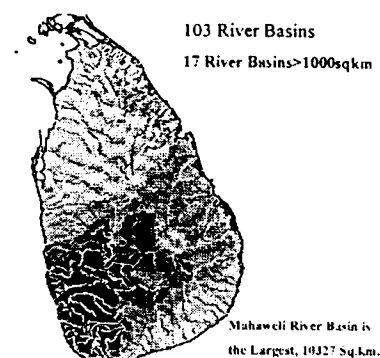 103 River Basins
17 River Basins>1000sqkm
Mahaweli River Basin is
the Largest, 10327 Sq.km.